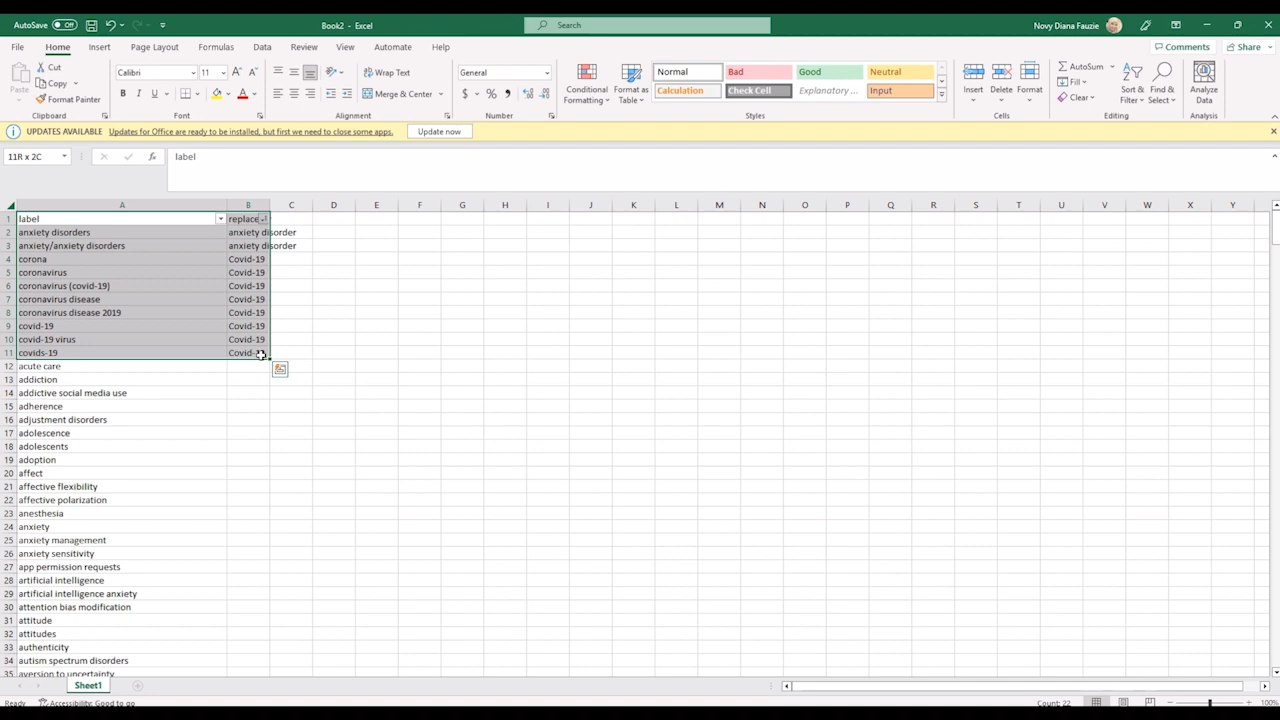 AutoSave Off Book2 - Excel Search Novy Diana Fauzie
File Home Insert Page Layout Formulas Data Review View Automate Help Comments Share
Paste Cut Copy Format Painter
Clipboard
Calibri 11
Font
Wrap Text
Merge & Center
Alignment
General
Number
Conditional Formatting Format as Table
Normal Bad Good Neutral
Calculation Check Cell Explanatory ... Input
Styles
Insert Delete Format
Cells
AutoSum
Fill
Clear
Sort & Filter Find & Select
Editing
Analyze Data
Analysis
UPDATES AVAILABLE Updates for Office are ready to be installed, but first we need to close some apps. Update now
11R x 2C fx label
A B C D E F G H I J K L M N O P Q R S T U V W X Y
1 label replace
2 anxiety disorders anxiety disorder
3 anxiety/anxiety disorders anxiety disorder
4 corona Covid-19
5 coronavirus Covid-19
6 coronavirus (covid-19) Covid-19
7 coronavirus disease Covid-19
8 coronavirus disease 2019 Covid-19
9 covid-19 Covid-19
10 covid-19 virus Covid-19
11 covids-19 Covid-
12 acute care
13 addiction
14 addictive social media use
15 adherence
16 adjustment disorders
17 adolescence
18 adolescents
19 adoption
20 affect
21 affective flexibility
22 affective polarization
23 anesthesia
24 anxiety
25 anxiety management
26 anxiety sensitivity
27 app permission requests
28 artificial intelligence
29 artificial intelligence anxiety
30 attention bias modification
31 attitude
32 attitudes
33 authenticity
34 autism spectrum disorders
35 aversion to uncertainty
Sheet1
Ready Accessibility: Good to go Count: 22 100%